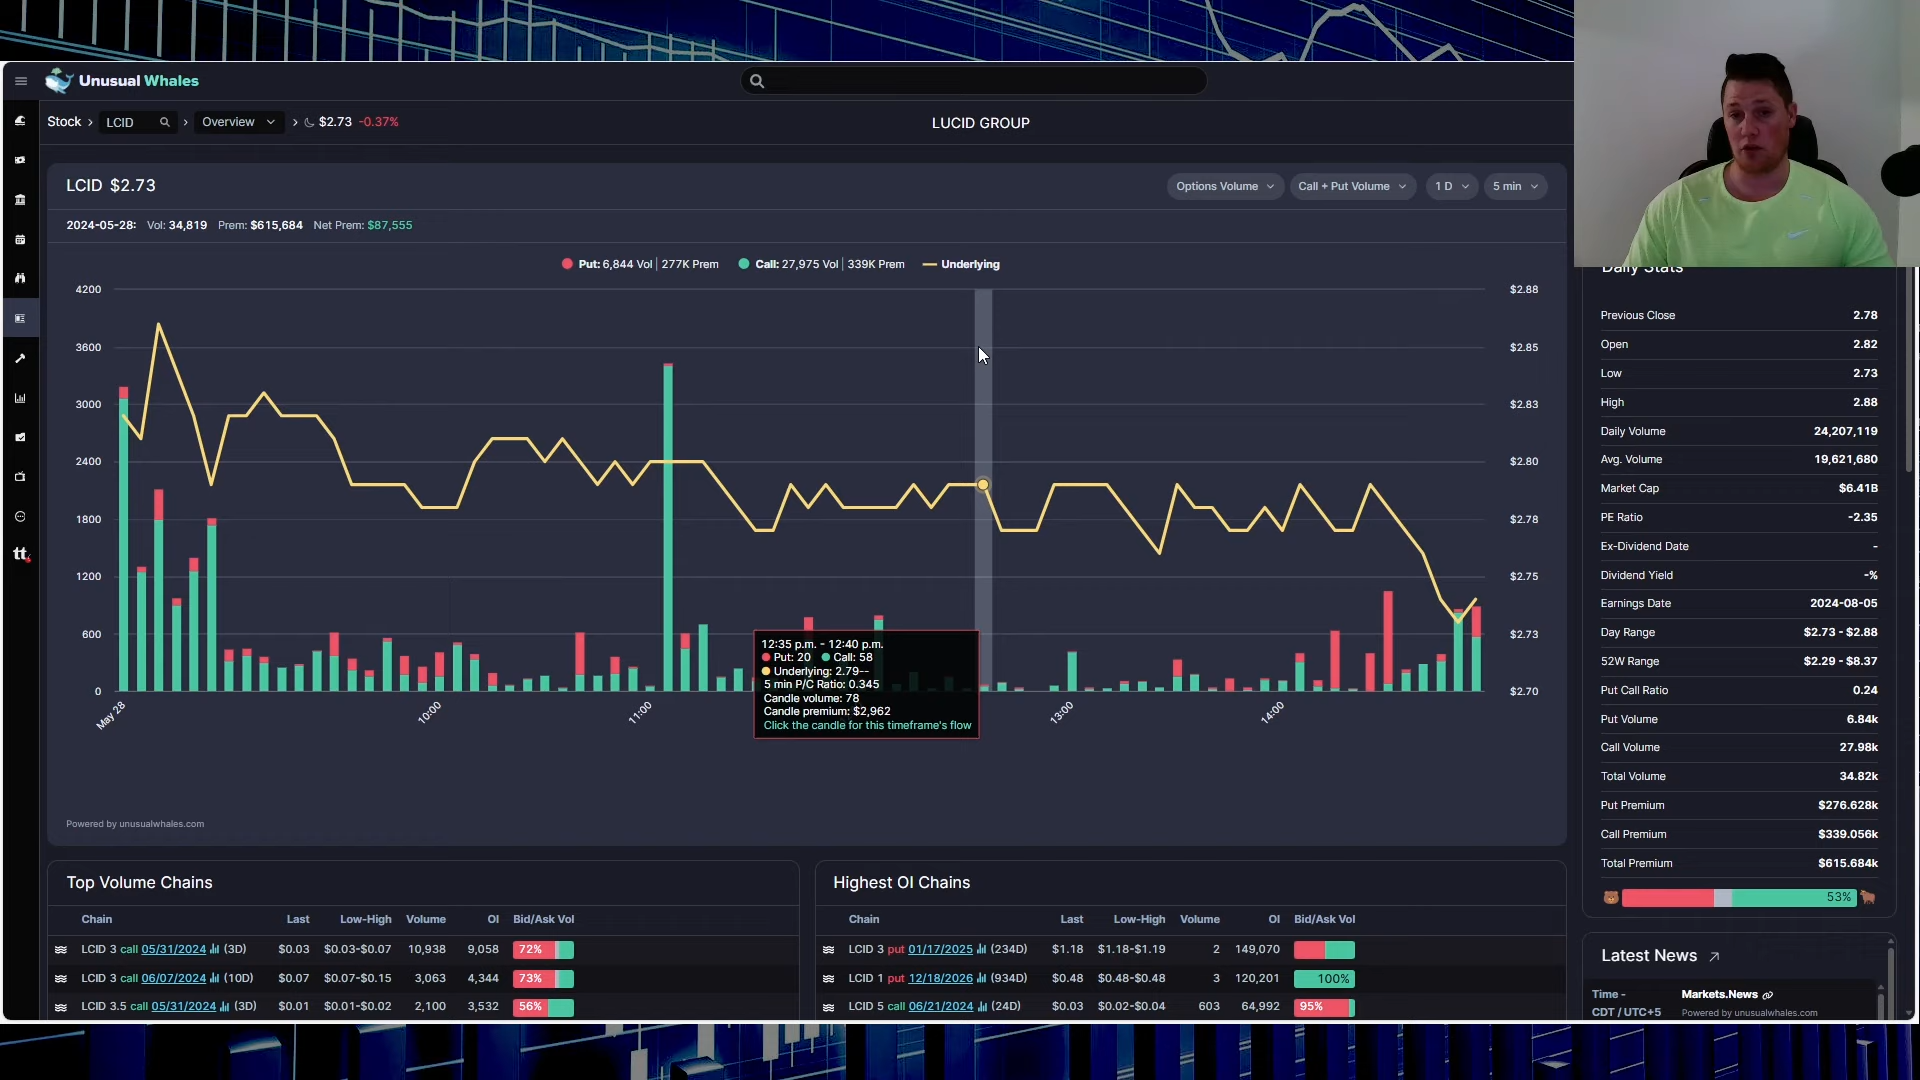 Unusual Whales
Stock > LCID > Overview > $2.73 -0.37%
LUCID GROUP
LCID $2.73
Options Volume
Call + Put Volume
1 D
5 min
2024-05-28: Vol: 34,819 Prem: $615,684 Net Prem: $87,555
Put: 6,844 Vol | 277K Prem Call: 27,975 Vol | 339K Prem Underlying
4200
3600
3000
2400
1800
1200
600
0
$2.88
$2.85
$2.83
$2.80
$2.78
$2.75
$2.73
$2.70
May 28
10:00
11:00
13:00
14:00
12:35 p.m. - 12:40 p.m.
Put: 20 Call: 58
Underlying: 2.79--
5 min P/C Ratio: 0.345
Candle volume: 78
Candle premium: $2,962
Click the candle for this timeframe's flow
Powered by unusualwhales.com
Top Volume Chains
Chain Last Low-High Volume OI Bid/Ask Vol
LCID 3 call 05/31/2024 (3D) $0.03 $0.03-$0.07 10,938 9,058 72%
LCID 3 call 06/07/2024 (10D) $0.07 $0.07-$0.15 3,063 4,344 73%
LCID 3.5 call 05/31/2024 (3D) $0.01 $0.01-$0.02 2,100 3,532 56%
Highest OI Chains
Chain Last Low-High Volume OI Bid/Ask Vol
LCID 3 put 01/17/2025 (234D) $1.18 $1.18-$1.19 2 149,070
LCID 1 put 12/18/2026 (934D) $0.48 $0.48-$0.48 3 120,201 100%
LCID 5 call 06/21/2024 (24D) $0.03 $0.02-$0.04 603 64,992 95%
Daily Stats
Previous Close 2.78
Open 2.82
Low 2.73
High 2.88
Daily Volume 24,207,119
Avg. Volume 19,621,680
Market Cap $6.41B
PE Ratio -2.35
Ex-Dividend Date -
Dividend Yield -%
Earnings Date 2024-08-05
Day Range $2.73 - $2.88
52W Range $2.29 - $8.37
Put Call Ratio 0.24
Put Volume 6.84k
Call Volume 27.98k
Total Volume 34.82k
Put Premium $276.628k
Call Premium $339.056k
Total Premium $615.684k
53%
Latest News
Time - CDT / UTC+5
Markets.News
Powered by unusualwhales.com
tt